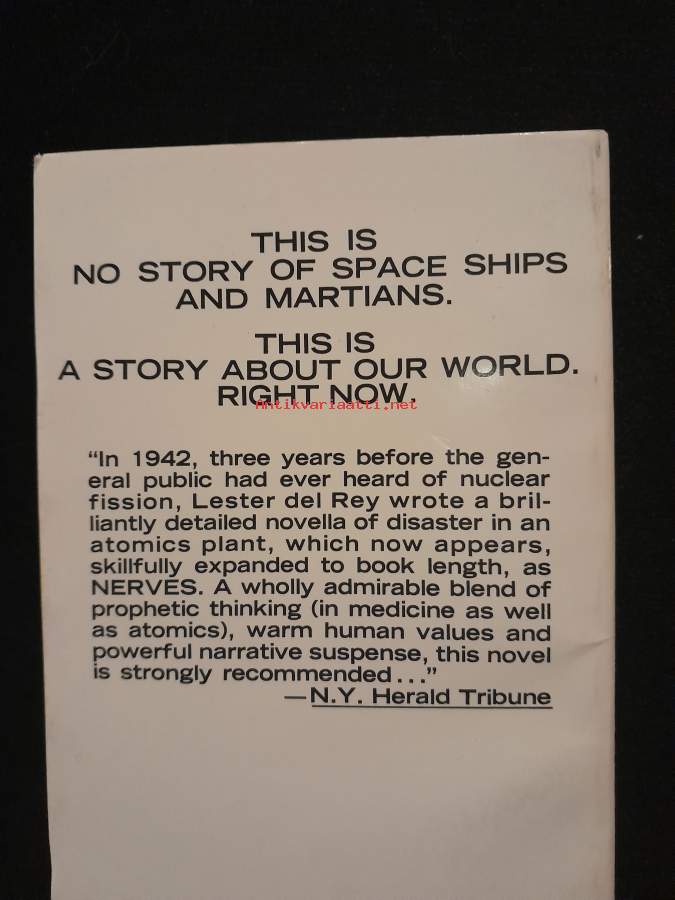 THIS IS
NO STORY OF SPACE SHIPS
AND MARTIANS.
THIS IS
A STORY ABOUT OUR WORLD.
RIGHT NOW.
Antikvariaatti.net
“In 1942, three years before the gen-
eral public had ever heard of nuclear
fission, Lester del Rey wrote a bril-
liantly detailed novella of disaster in an
atomics plant, which now appears,
skillfully expanded to book length, as
NERVES. A wholly admirable blend of
prophetic thinking (in medicine as well
as atomics), warm human values and
powerful narrative suspense, this novel
is strongly recommended...”
—N.Y. Herald Tribune